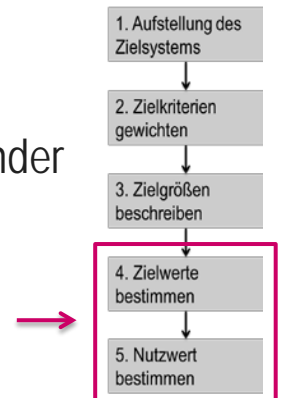 1. Aufstellung des
Zielsystems
2. Zielkriterien
gewichten
3. Zielgrößen
beschreiben
4. Zielwerte
bestimmen
5. Nutzwert
bestimmen